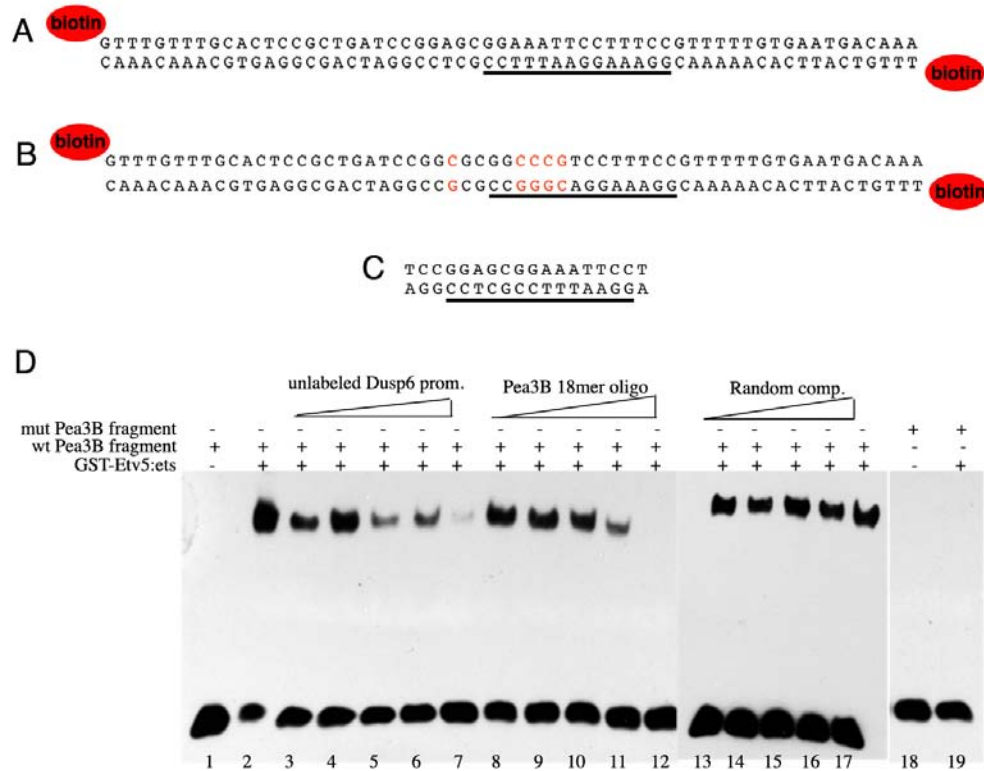 A
biotin
GTTTGTTTGCACTCCGCTGATCCGGAGCGGAAATTCCTTTCCGTTTTTGTGAATGACAAA
CAAACAAACGTGAGGCGACTAGGCCTCGCCTTTAAGGAAAGGCAAAAACACTTACTGTTT
biotin
B
biotin
GTTTGTTTGCACTCCGCTGATCCGGCGCGGCCCGTCCTTTCCGTTTTTGTGAATGACAAA
CAAACAAACGTGAGGCGACTAGGCCGCGCCGGGCAGGAAAGGCAAAAACACTTACTGTTT
biotin
C
TCCGGAGCGGAAATTCCT
AGGCCTCGCCTTTAAGGA
D
unlabeled Dusp6 prom. Pea3B 18mer oligo Random comp.
mut Pea3B fragment - - - - - - - - - - - - - - - - - + +
wt Pea3B fragment + + + + + + + + + + + + + + + + + - -
GST-Etv5:ets - + + + + + + + + + + + + + + + + - +
1 2 3 4 5 6 7 8 9 10 11 12 13 14 15 16 17 18 19